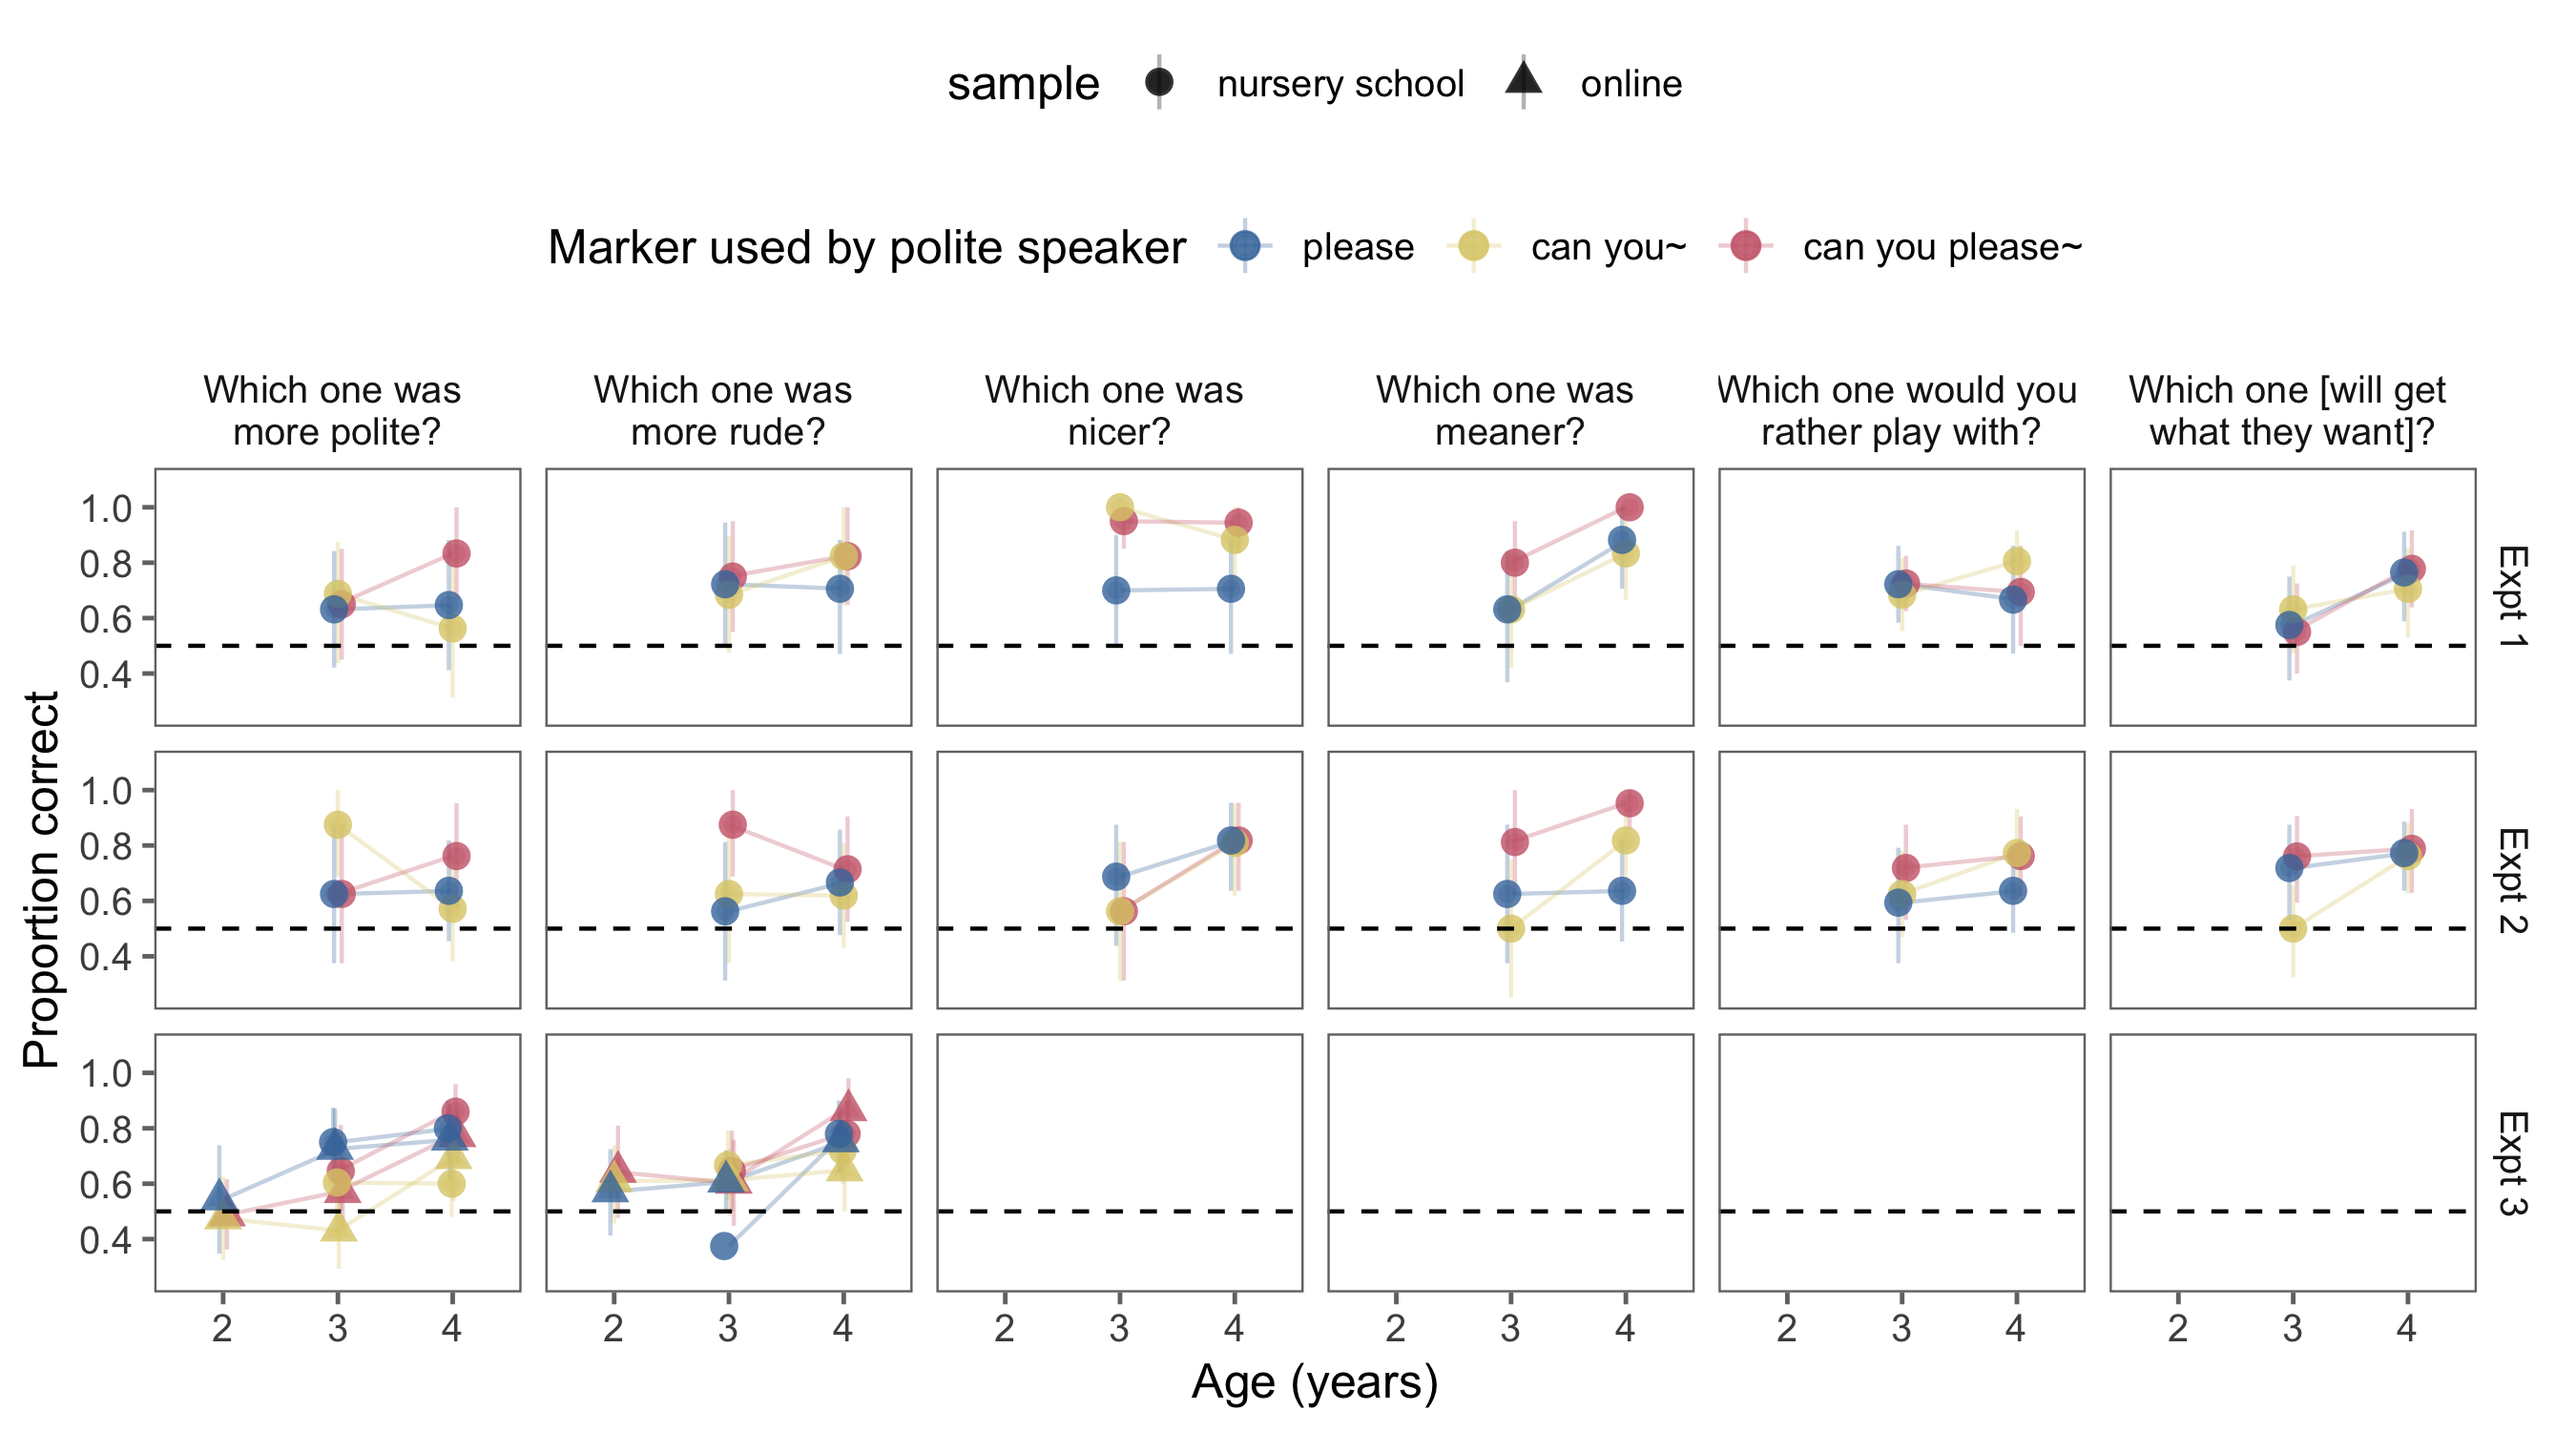 sample nursery school online
Marker used by polite speaker please can you~ can you please~
Which one was
more polite?
Which one was
more rude?
Which one was
nicer?
Which one was
meaner?
Which one would you
rather play with?
Which one [will get
what they want]?
Proportion correct
1.0
0.8
0.6
0.4
Expt 1
1.0
0.8
0.6
0.4
Expt 2
1.0
0.8
0.6
0.4
Expt 3
2 3 4 2 3 4 2 3 4 2 3 4 2 3 4 2 3 4
Age (years)